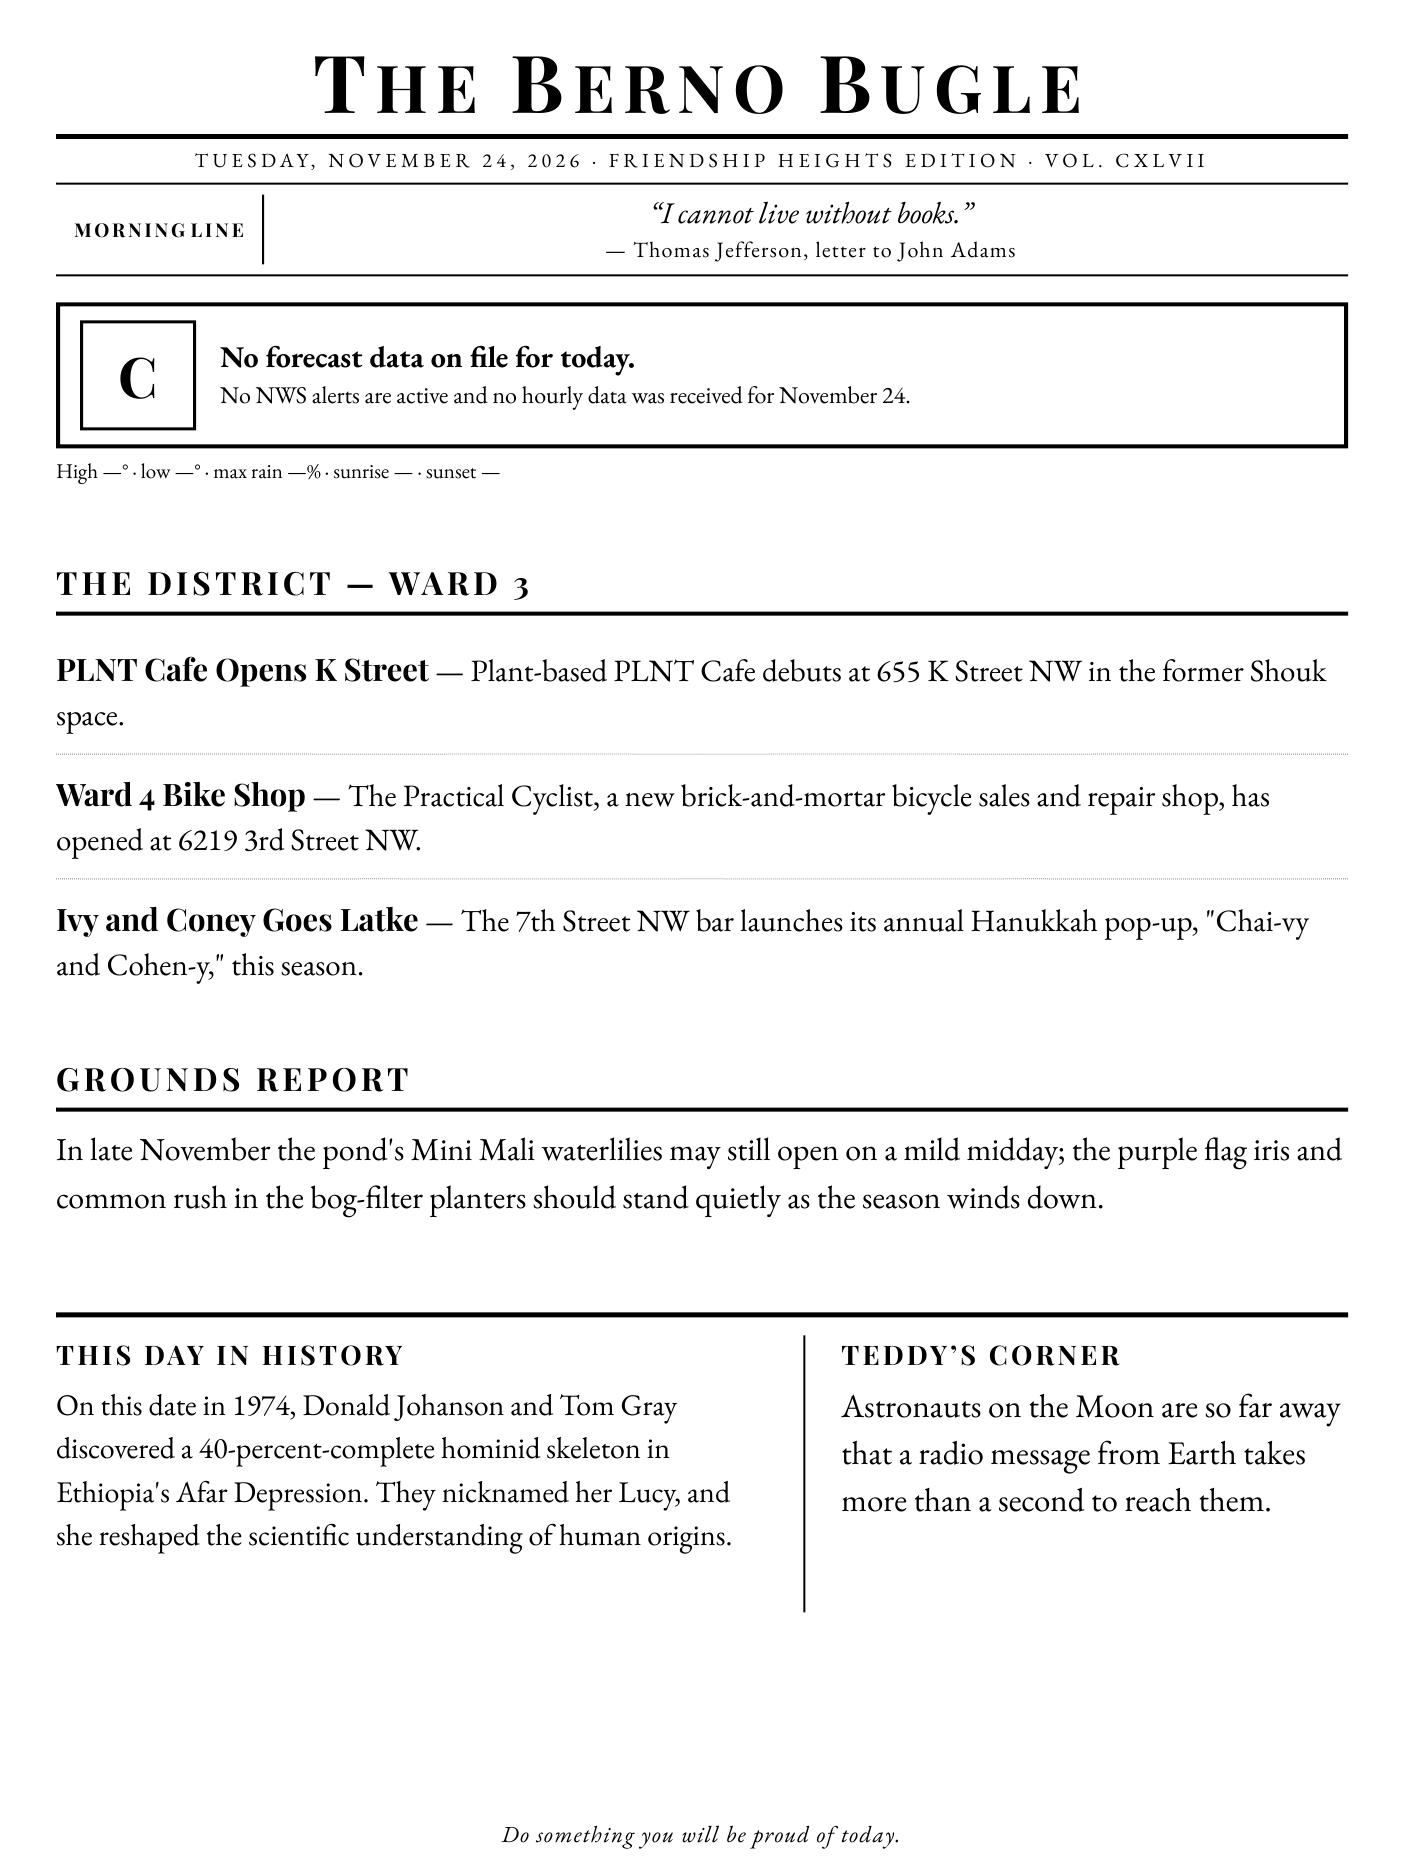 THE BERNO BUGLE
TUESDAY, NOVEMBER 24, 2026 · FRIENDSHIP HEIGHTS EDITION · VOL. CXLVII
MORNING LINE
“I cannot live without books.”
— Thomas Jefferson, letter to John Adams
C
No forecast data on file for today.
No NWS alerts are active and no hourly data was received for November 24.
High —° · low —° · max rain —% · sunrise — · sunset —
THE DISTRICT — WARD 3
PLNT Cafe Opens K Street — Plant-based PLNT Cafe debuts at 655 K Street NW in the former Shouk
space.
Ward 4 Bike Shop — The Practical Cyclist, a new brick-and-mortar bicycle sales and repair shop, has
opened at 6219 3rd Street NW.
Ivy and Coney Goes Latke — The 7th Street NW bar launches its annual Hanukkah pop-up, "Chai-vy
and Cohen-y," this season.
GROUNDS REPORT
In late November the pond's Mini Mali waterlilies may still open on a mild midday; the purple flag iris and
common rush in the bog-filter planters should stand quietly as the season winds down.
THIS DAY IN HISTORY
On this date in 1974, Donald Johanson and Tom Gray
discovered a 40-percent-complete hominid skeleton in
Ethiopia's Afar Depression. They nicknamed her Lucy, and
she reshaped the scientific understanding of human origins.
TEDDY’S CORNER
Astronauts on the Moon are so far away
that a radio message from Earth takes
more than a second to reach them.
Do something you will be proud of today.